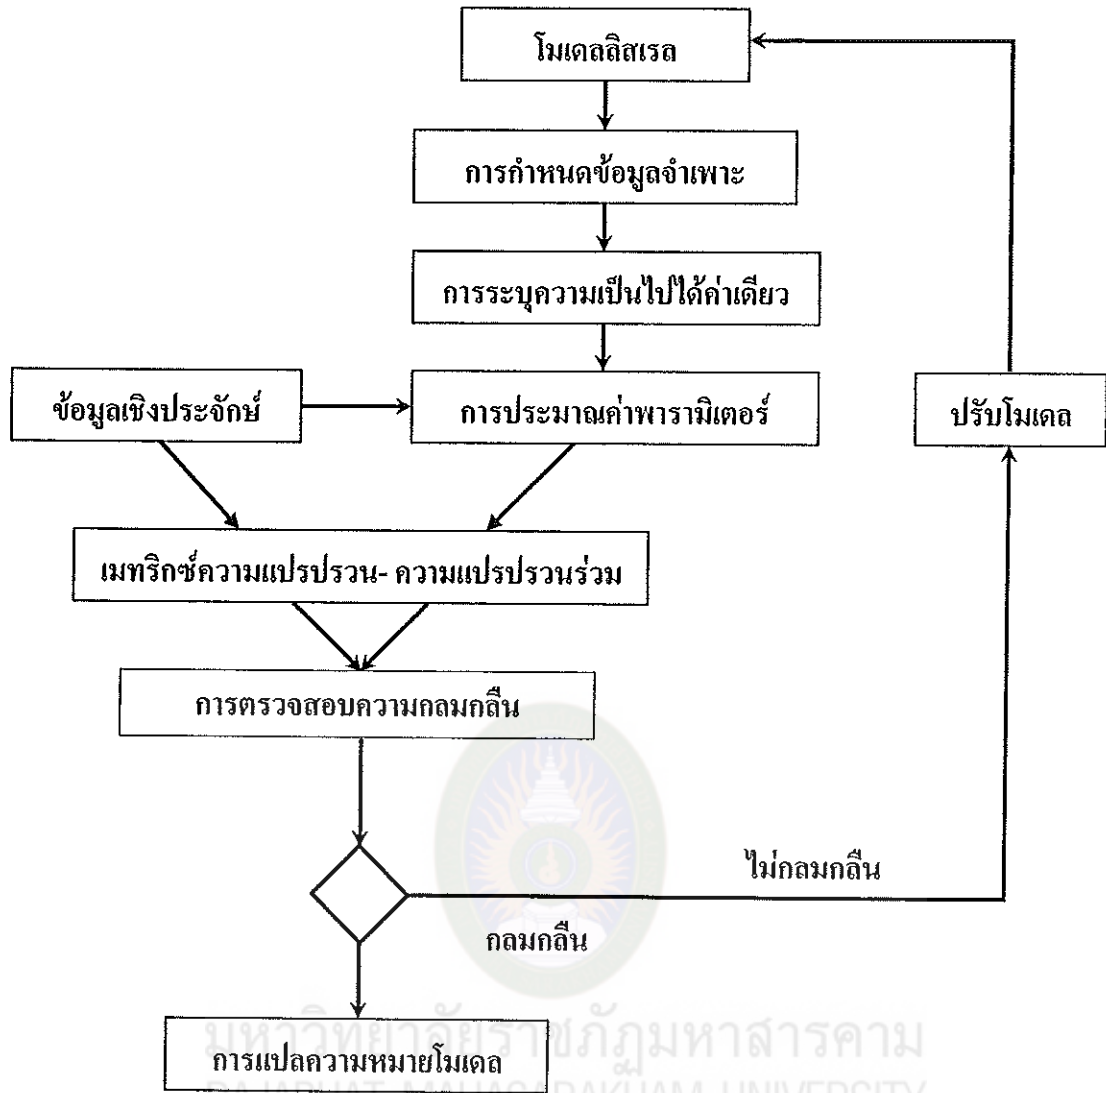 โมเดลลิสเรล
การกำหนดข้อมูลจำเพาะ
การระบุความเป็นไปได้ค่าเดียว
ข้อมูลเชิงประจักษ์
การประมาณค่าพารามิเตอร์
ปรับโมเดล
เมทริกซ์ความแปรปรวน- ความแปรปรวนร่วม
การตรวจสอบความกลมกลืน
ไม่กลมกลืน
กลมกลืน
มหาวิทยาลัยราชภัฏมหาสารคาม
การแปลความหมายโมเดล
RAJABHAT MAHASARAKHAM UNIVERSITY